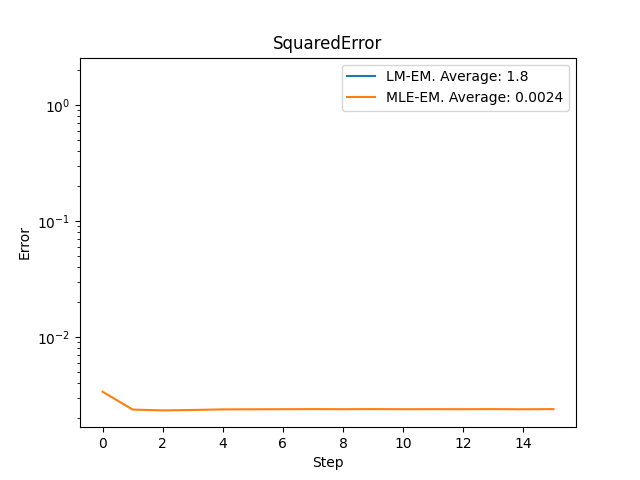 SquaredError
LM-EM. Average: 1.8
MLE-EM. Average: 0.0024
10⁰
10⁻¹
10⁻²
Error
0 2 4 6 8 10 12 14
Step